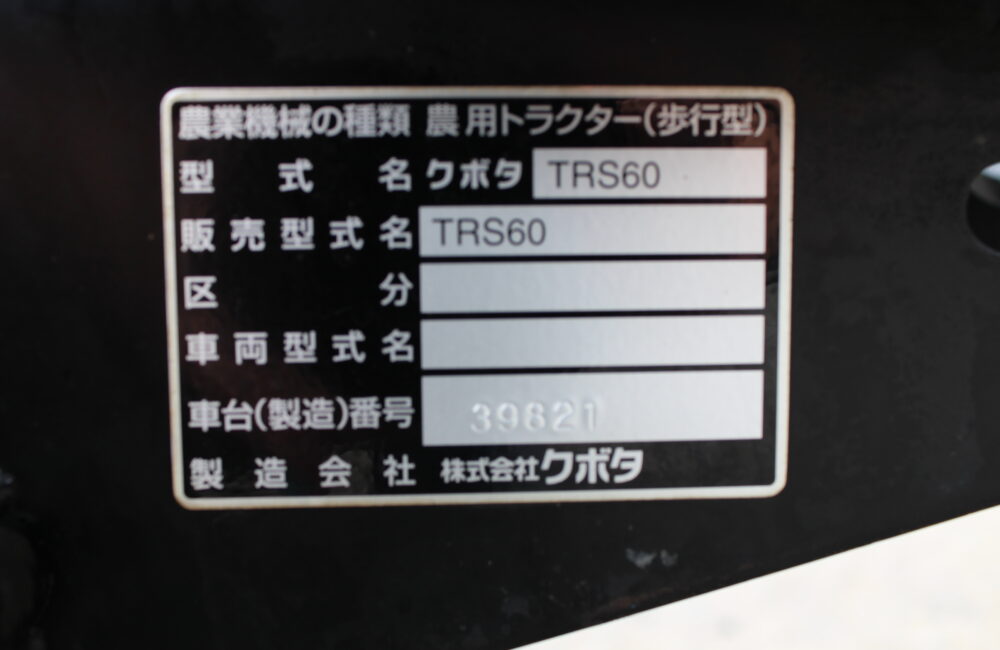 農業機械の種類 農用トラクター(歩行型)
型式名 クボタ TRS60
販売型式名 TRS60
区分
車両型式名
車台(製造)番号 39821
製造会社 株式会社クボタ